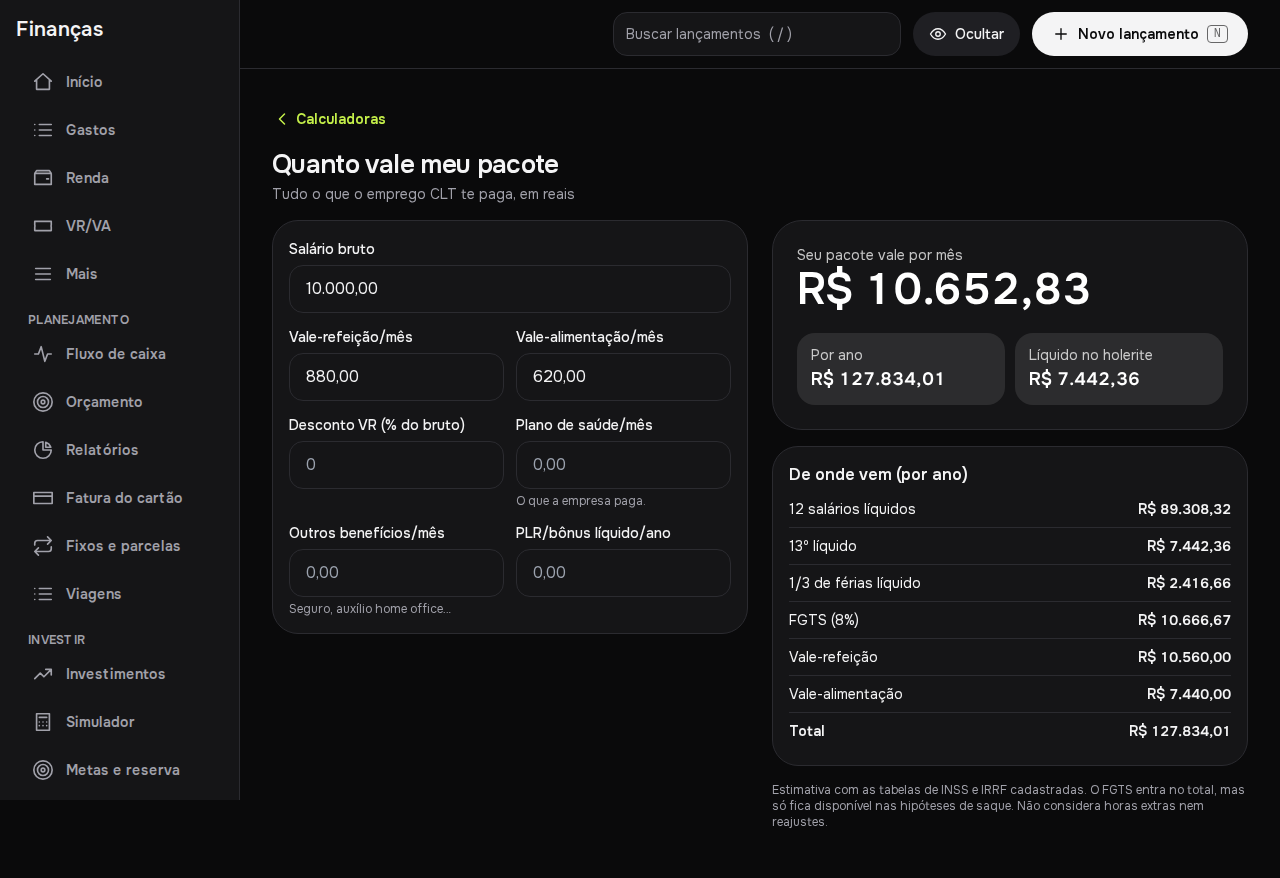 Finanças
Início
Gastos
Renda
VR/VA
Mais
PLANEJAMENTO
Fluxo de caixa
Orçamento
Relatórios
Fatura do cartão
Fixos e parcelas
Viagens
INVESTIR
Investimentos
Simulador
Metas e reserva
Buscar lançamentos ( / )
Ocultar
Novo lançamento N
Calculadoras
Quanto vale meu pacote
Tudo o que o emprego CLT te paga, em reais
Salário bruto
10.000,00
Vale-refeição/mês Vale-alimentação/mês
880,00 620,00
Desconto VR (% do bruto) Plano de saúde/mês
0 0,00
O que a empresa paga.
Outros benefícios/mês PLR/bônus líquido/ano
0,00 0,00
Seguro, auxílio home office…
Seu pacote vale por mês
R$ 10.652,83
Por ano Líquido no holerite
R$ 127.834,01 R$ 7.442,36
De onde vem (por ano)
12 salários líquidos R$ 89.308,32
13º líquido R$ 7.442,36
1/3 de férias líquido R$ 2.416,66
FGTS (8%) R$ 10.666,67
Vale-refeição R$ 10.560,00
Vale-alimentação R$ 7.440,00
Total R$ 127.834,01
Estimativa com as tabelas de INSS e IRRF cadastradas. O FGTS entra no total, mas
só fica disponível nas hipóteses de saque. Não considera horas extras nem
reajustes.